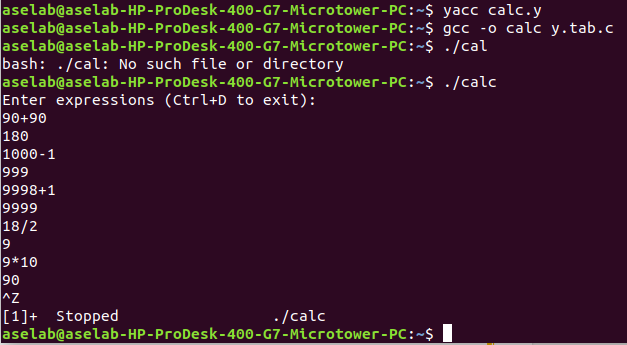 aselab@aselab-HP-ProDesk-400-G7-Microtower-PC:~$ yacc calc.y
aselab@aselab-HP-ProDesk-400-G7-Microtower-PC:~$ gcc -o calc y.tab.c
aselab@aselab-HP-ProDesk-400-G7-Microtower-PC:~$ ./cal
bash: ./cal: No such file or directory
aselab@aselab-HP-ProDesk-400-G7-Microtower-PC:~$ ./calc
Enter expressions (Ctrl+D to exit):
90+90
180
1000-1
999
9998+1
9999
18/2
9
9*10
90
^Z
[1]+  Stopped                 ./calc
aselab@aselab-HP-ProDesk-400-G7-Microtower-PC:~$